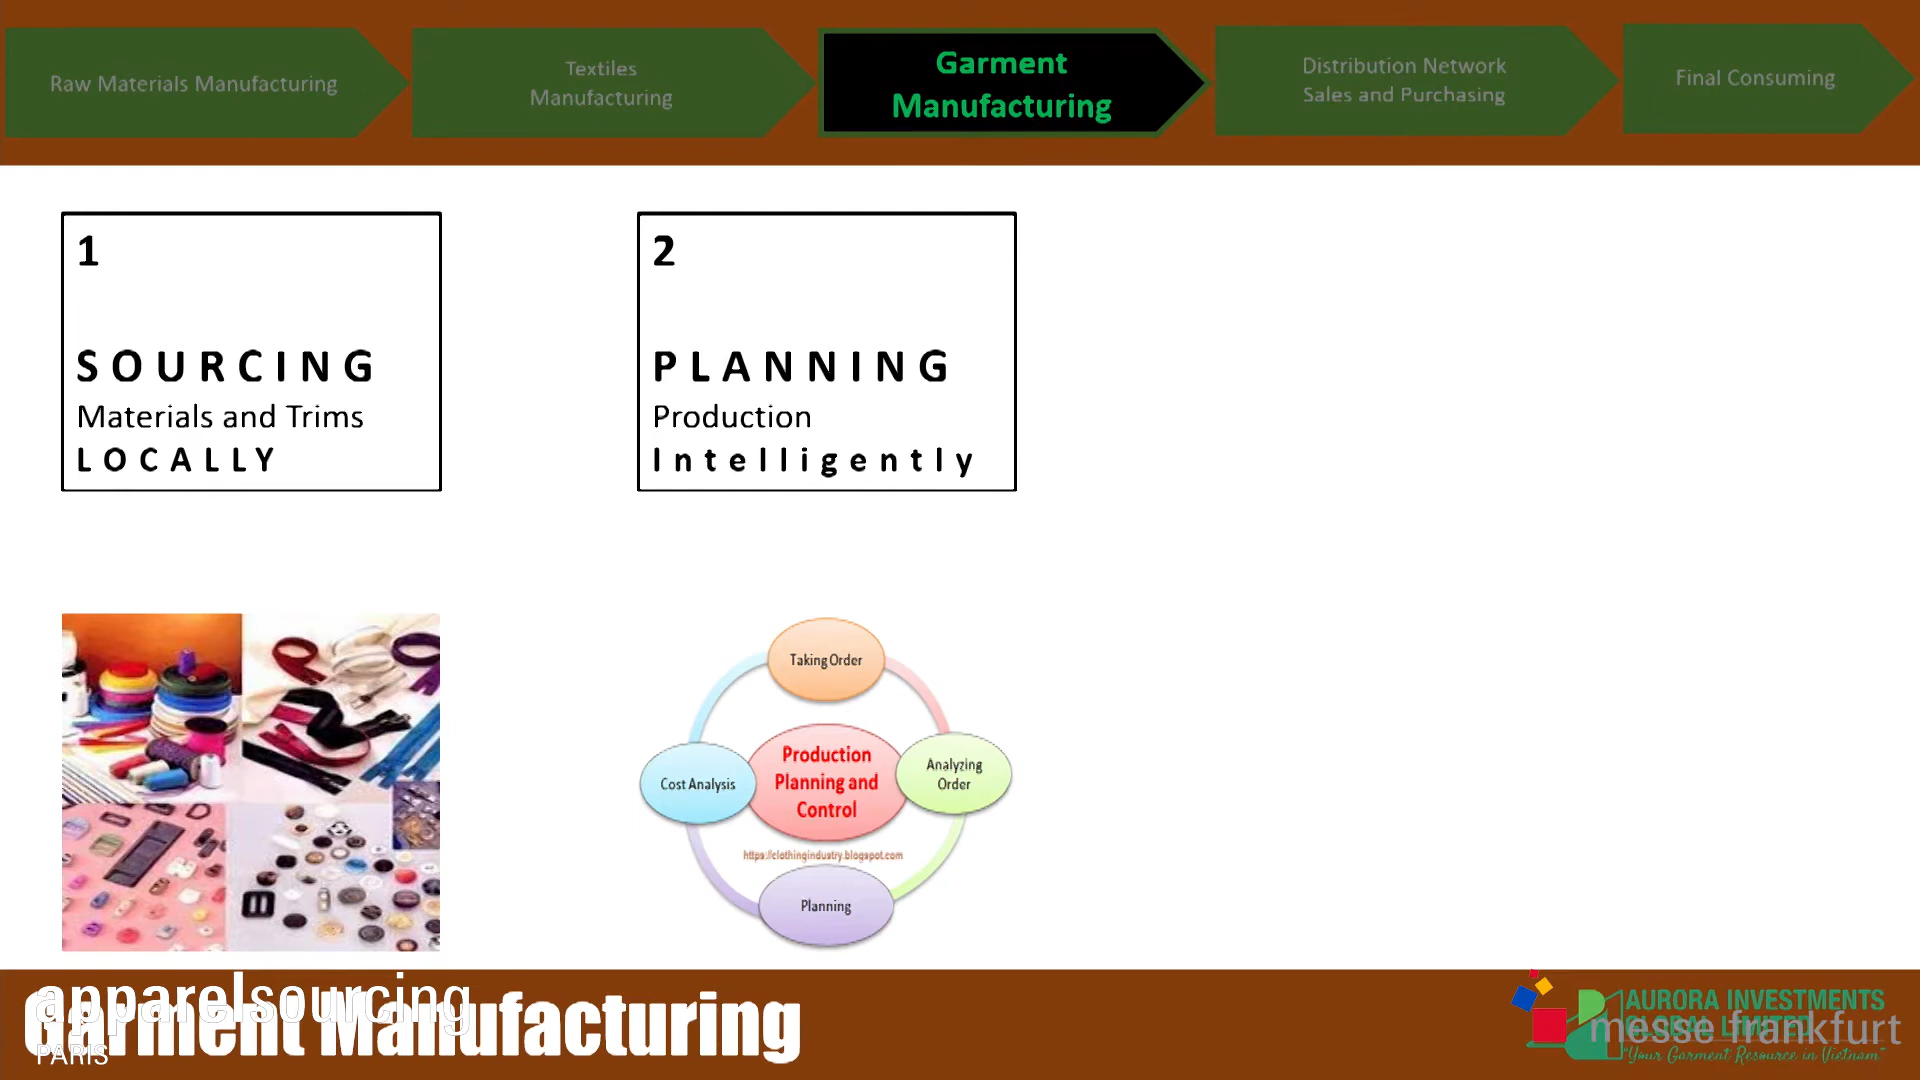 Raw Materials Manufacturing
Textiles
Manufacturing
Garment
Manufacturing
Distribution Network
Sales and Purchasing
Final Consuming
1
SOURCING
Materials and Trims
LOCALLY
2
PLANNING
Production
Intelligently
Taking Order
Cost Analysis
Production
Planning and
Control
Analyzing
Order
https://clothingindustry.blogspot.com
Planning
apparelsourcing
PARIS
Garment Manufacturing
AURORA INVESTMENTS
GLOBAL LIMITED
messe frankfurt
"Your Garment Resource in Vietnam"